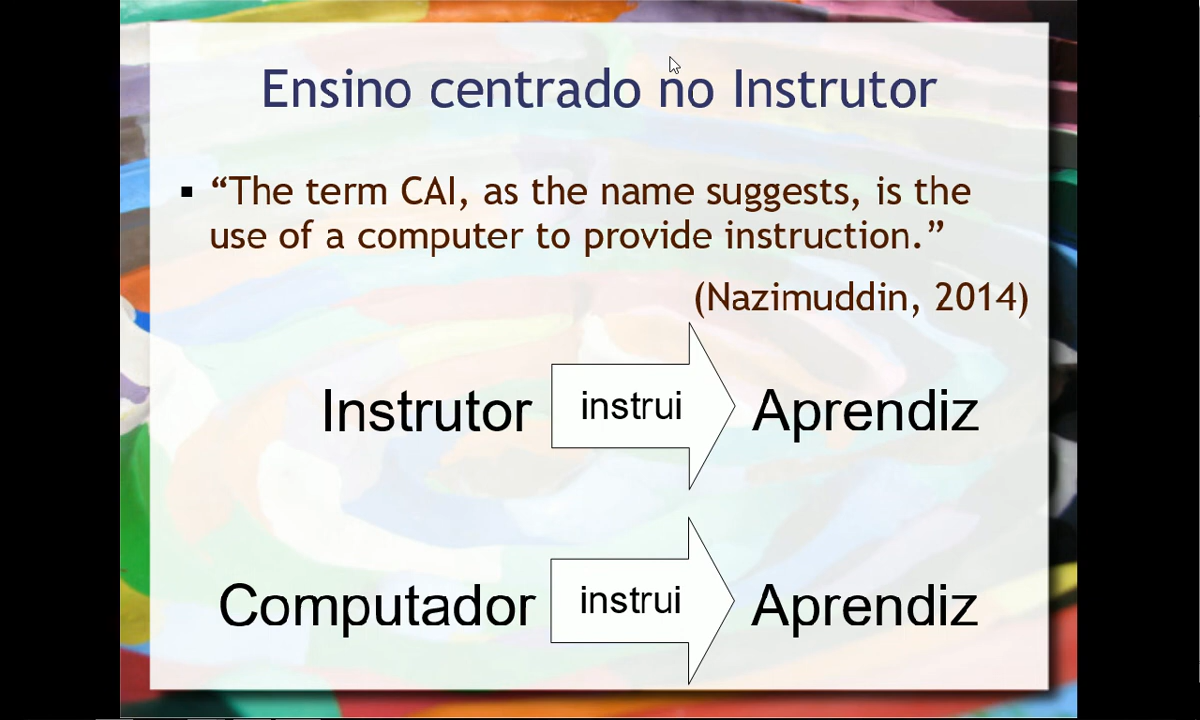 Ensino centrado no Instrutor
▪ “The term CAI, as the name suggests, is the
use of a computer to provide instruction.”
(Nazimuddin, 2014)
Instrutor instrui Aprendiz
Computador instrui Aprendiz